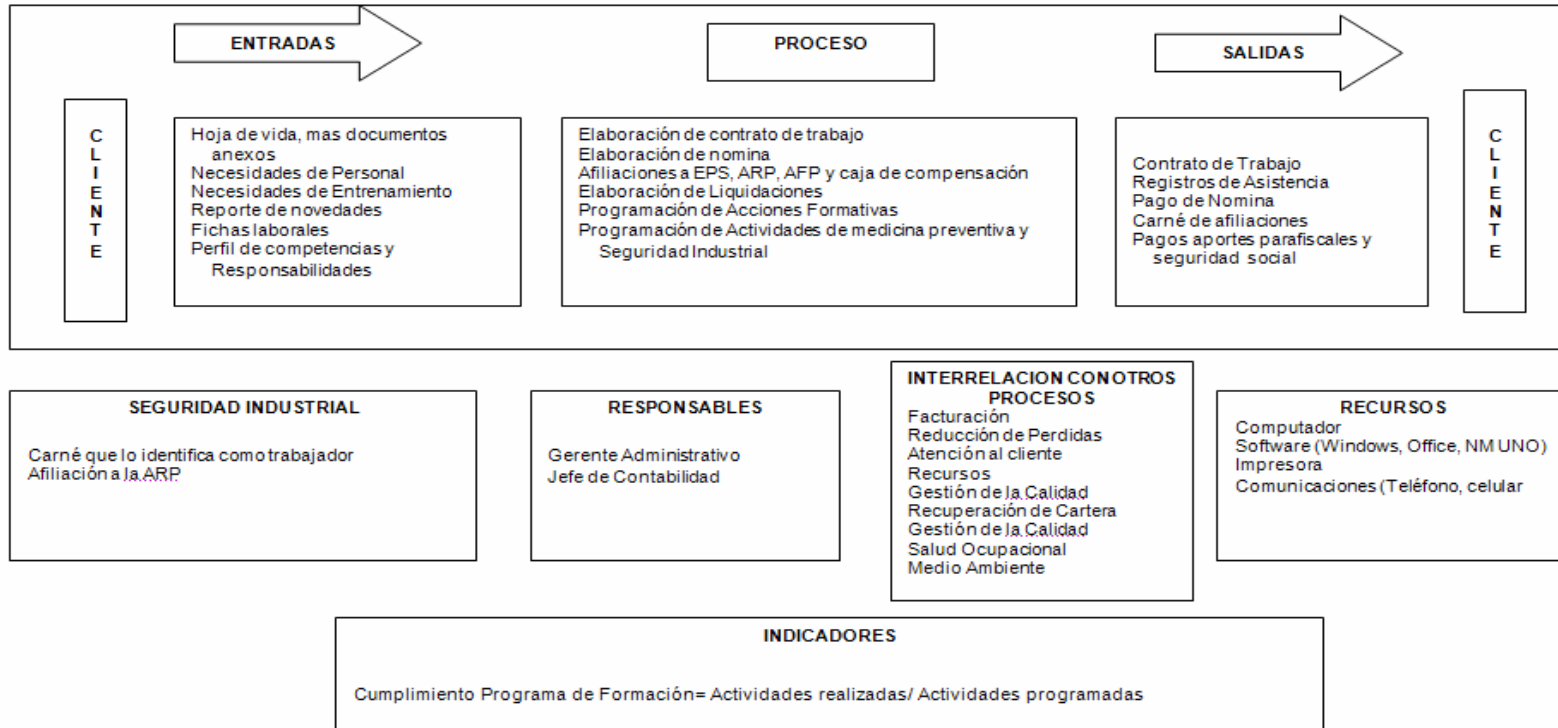 ENTRADAS
PROCESO
SALIDAS
CLIENTE
Hoja de vida, mas documentos
anexos
Necesidades de Personal
Necesidades de Entrenamiento
Reporte de novedades
Fichas laborales
Perfil de competencias y
Responsabilidades
Elaboración de contrato de trabajo
Elaboración de nomina
Afiliaciones a EPS, ARP, AFP y caja de compensación
Elaboración de Liquidaciones
Programación de Acciones Formativas
Programación de Actividades de medicina preventiva y
Seguridad Industrial
Contrato de Trabajo
Registros de Asistencia
Pago de Nomina
Carné de afiliaciones
Pagos aportes parafiscales y
seguridad social
CLIENTE
SEGURIDAD INDUSTRIAL
Carné que lo identifica como trabajador
Afiliación a la ARP
RESPONSABLES
Gerente Administrativo
Jefe de Contabilidad
INTERRELACION CON OTROS
PROCESOS
Facturación
Reducción de Perdidas
Atención al cliente
Recursos
Gestión de la Calidad
Recuperación de Cartera
Gestión de la Calidad
Salud Ocupacional
Medio Ambiente
RECURSOS
Computador
Software (Windows, Office, NM UNO)
Impresora
Comunicaciones (Teléfono, celular
INDICADORES
Cumplimiento Programa de Formación= Actividades realizadas/ Actividades programadas